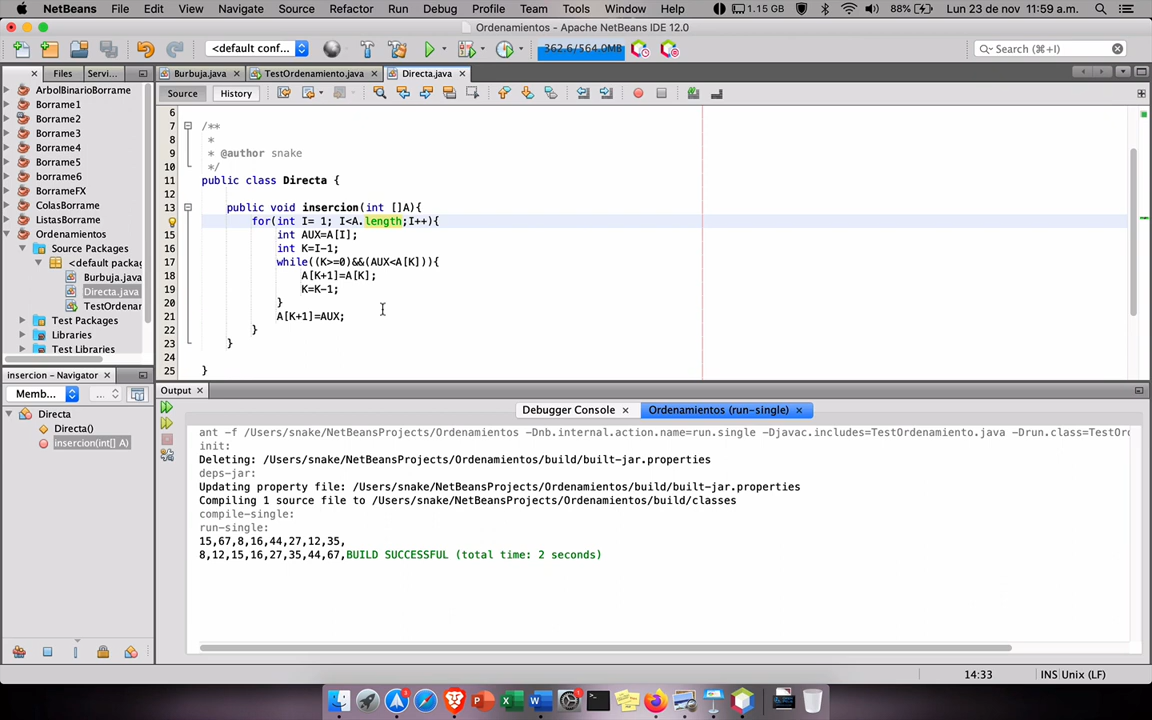 NetBeans File Edit View Navigate Source Refactor Run Debug Profile Team Tools Window Help 1.15 GB 88% Lun 23 de nov 11:59 a.m.
Ordenamientos - Apache NetBeans IDE 12.0
<default conf... 362.6/564.0MB Search (⌘+I)
Files Servi...
Burbuja.java TestOrdenamiento.java Directa.java
Source History
ArbolBinarioBorrame
Borrame1
Borrame2
Borrame3
Borrame4
Borrame5
borrame6
BorrameFX
ColasBorrame
ListasBorrame
Ordenamientos
Source Packages
<default packag
Burbuja.java
Directa.java
TestOrdenar
Test Packages
Libraries
Test Libraries
6
7 /**
8 *
9 * @author snake
10 */
11 public class Directa {
12
13 public void insercion(int []A){
for(int I= 1; I<A.length;I++){
15 int AUX=A[I];
16 int K=I-1;
17 while((K>=0)&&(AUX<A[K])){
18 A[K+1]=A[K];
19 K=K-1;
20 }
21 A[K+1]=AUX;
22 }
23 }
24
25 }
insercion - Navigator
Memb... ...
Directa
Directa()
insercion(int[] A)
Output
Debugger Console Ordenamientos (run-single)
ant -f /Users/snake/NetBeansProjects/Ordenamientos -Dnb.internal.action.name=run.single -Djavac.includes=TestOrdenamiento.java -Drun.class=TestOrd
init:
Deleting: /Users/snake/NetBeansProjects/Ordenamientos/build/built-jar.properties
deps-jar:
Updating property file: /Users/snake/NetBeansProjects/Ordenamientos/build/built-jar.properties
Compiling 1 source file to /Users/snake/NetBeansProjects/Ordenamientos/build/classes
compile-single:
run-single:
15,67,8,16,44,27,12,35,
8,12,15,16,27,35,44,67,BUILD SUCCESSFUL (total time: 2 seconds)
14:33 INS Unix (LF)